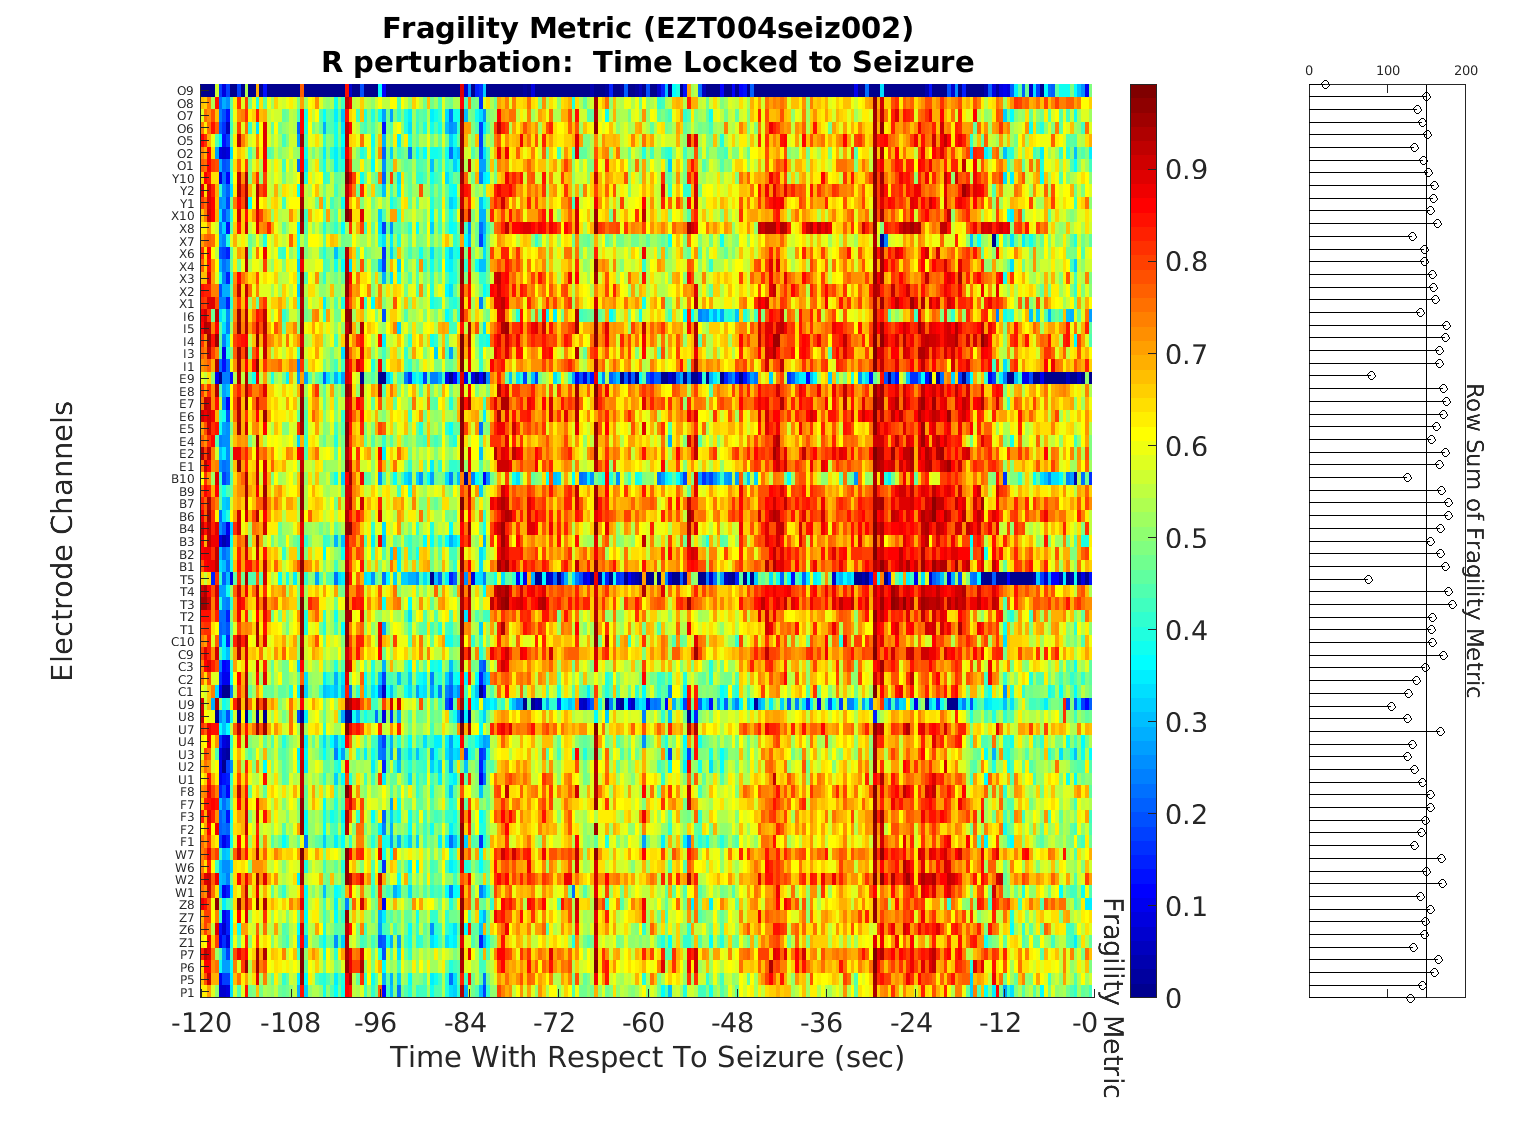 Fragility Metric (EZT004seiz002)
R perturbation:  Time Locked to Seizure
Electrode Channels
O9
O8
O7
O6
O5
O2
O1
Y10
Y2
Y1
X10
X8
X7
X6
X4
X3
X2
X1
I6
I5
I4
I3
I1
E9
E8
E7
E6
E5
E4
E2
E1
B10
B9
B7
B6
B4
B3
B2
B1
T5
T4
T3
T2
T1
C10
C9
C3
C2
C1
U9
U8
U7
U4
U3
U2
U1
F8
F7
F3
F2
F1
W7
W6
W2
W1
Z8
Z7
Z6
Z1
P7
P6
P5
P1
-120 -108 -96 -84 -72 -60 -48 -36 -24 -12 -0
Time With Respect To Seizure (sec)
0.9
0.8
0.7
0.6
0.5
0.4
0.3
0.2
0.1
0
Fragility Metric
0 100 200
Row Sum of Fragility Metric